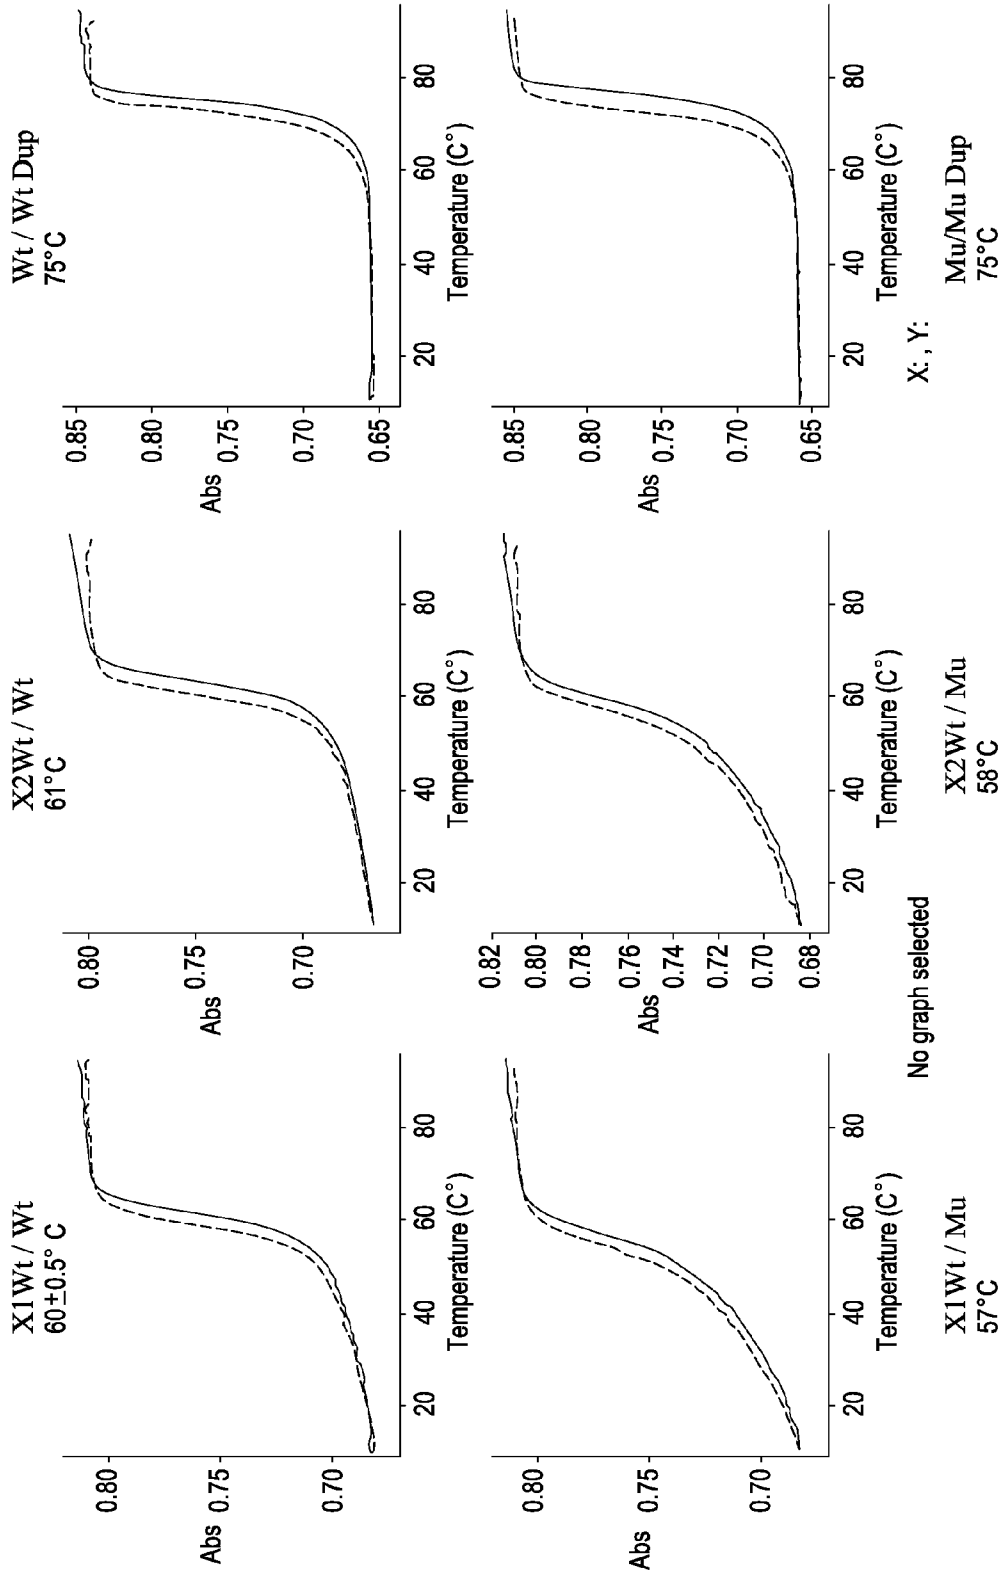 X1Wt / Wt
60±0.5° C
Abs
0.80
0.75
0.70
20
40
60
80
Temperature (C°)
X2Wt / Wt
61°C
Abs
0.80
0.75
0.70
20
40
60
80
Temperature (C°)
Wt / Wt Dup
75°C
Abs
0.85
0.80
0.75
0.70
0.65
20
40
60
80
Temperature (C°)
Abs
0.80
0.75
0.70
20
40
60
80
Temperature (C°)
X1Wt / Mu
57°C
Abs
0.82
0.80
0.78
0.76
0.74
0.72
0.70
0.68
20
40
60
80
Temperature (C°)
No graph selected
X2Wt / Mu
58°C
Abs
0.85
0.80
0.75
0.70
0.65
20
40
60
80
Temperature (C°)
X: , Y:
Mu/Mu Dup
75°C